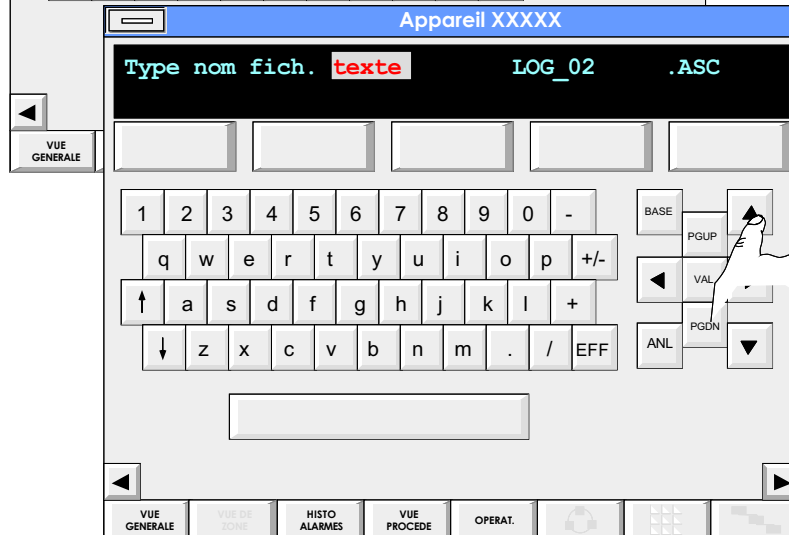 Appareil XXXXX
Type nom fich. texte LOG_02 .ASC
VUE GENERALE
1 2 3 4 5 6 7 8 9 0 -
BASE
PGUP
q w e r t y u i o p +/-
VAL
a s d f g h j k l +
PGDN
z x c v b n m . / EFF
ANL
VUE GENERALE
VUE DE ZONE
HISTO ALARMES
VUE PROCEDE
OPERAT.